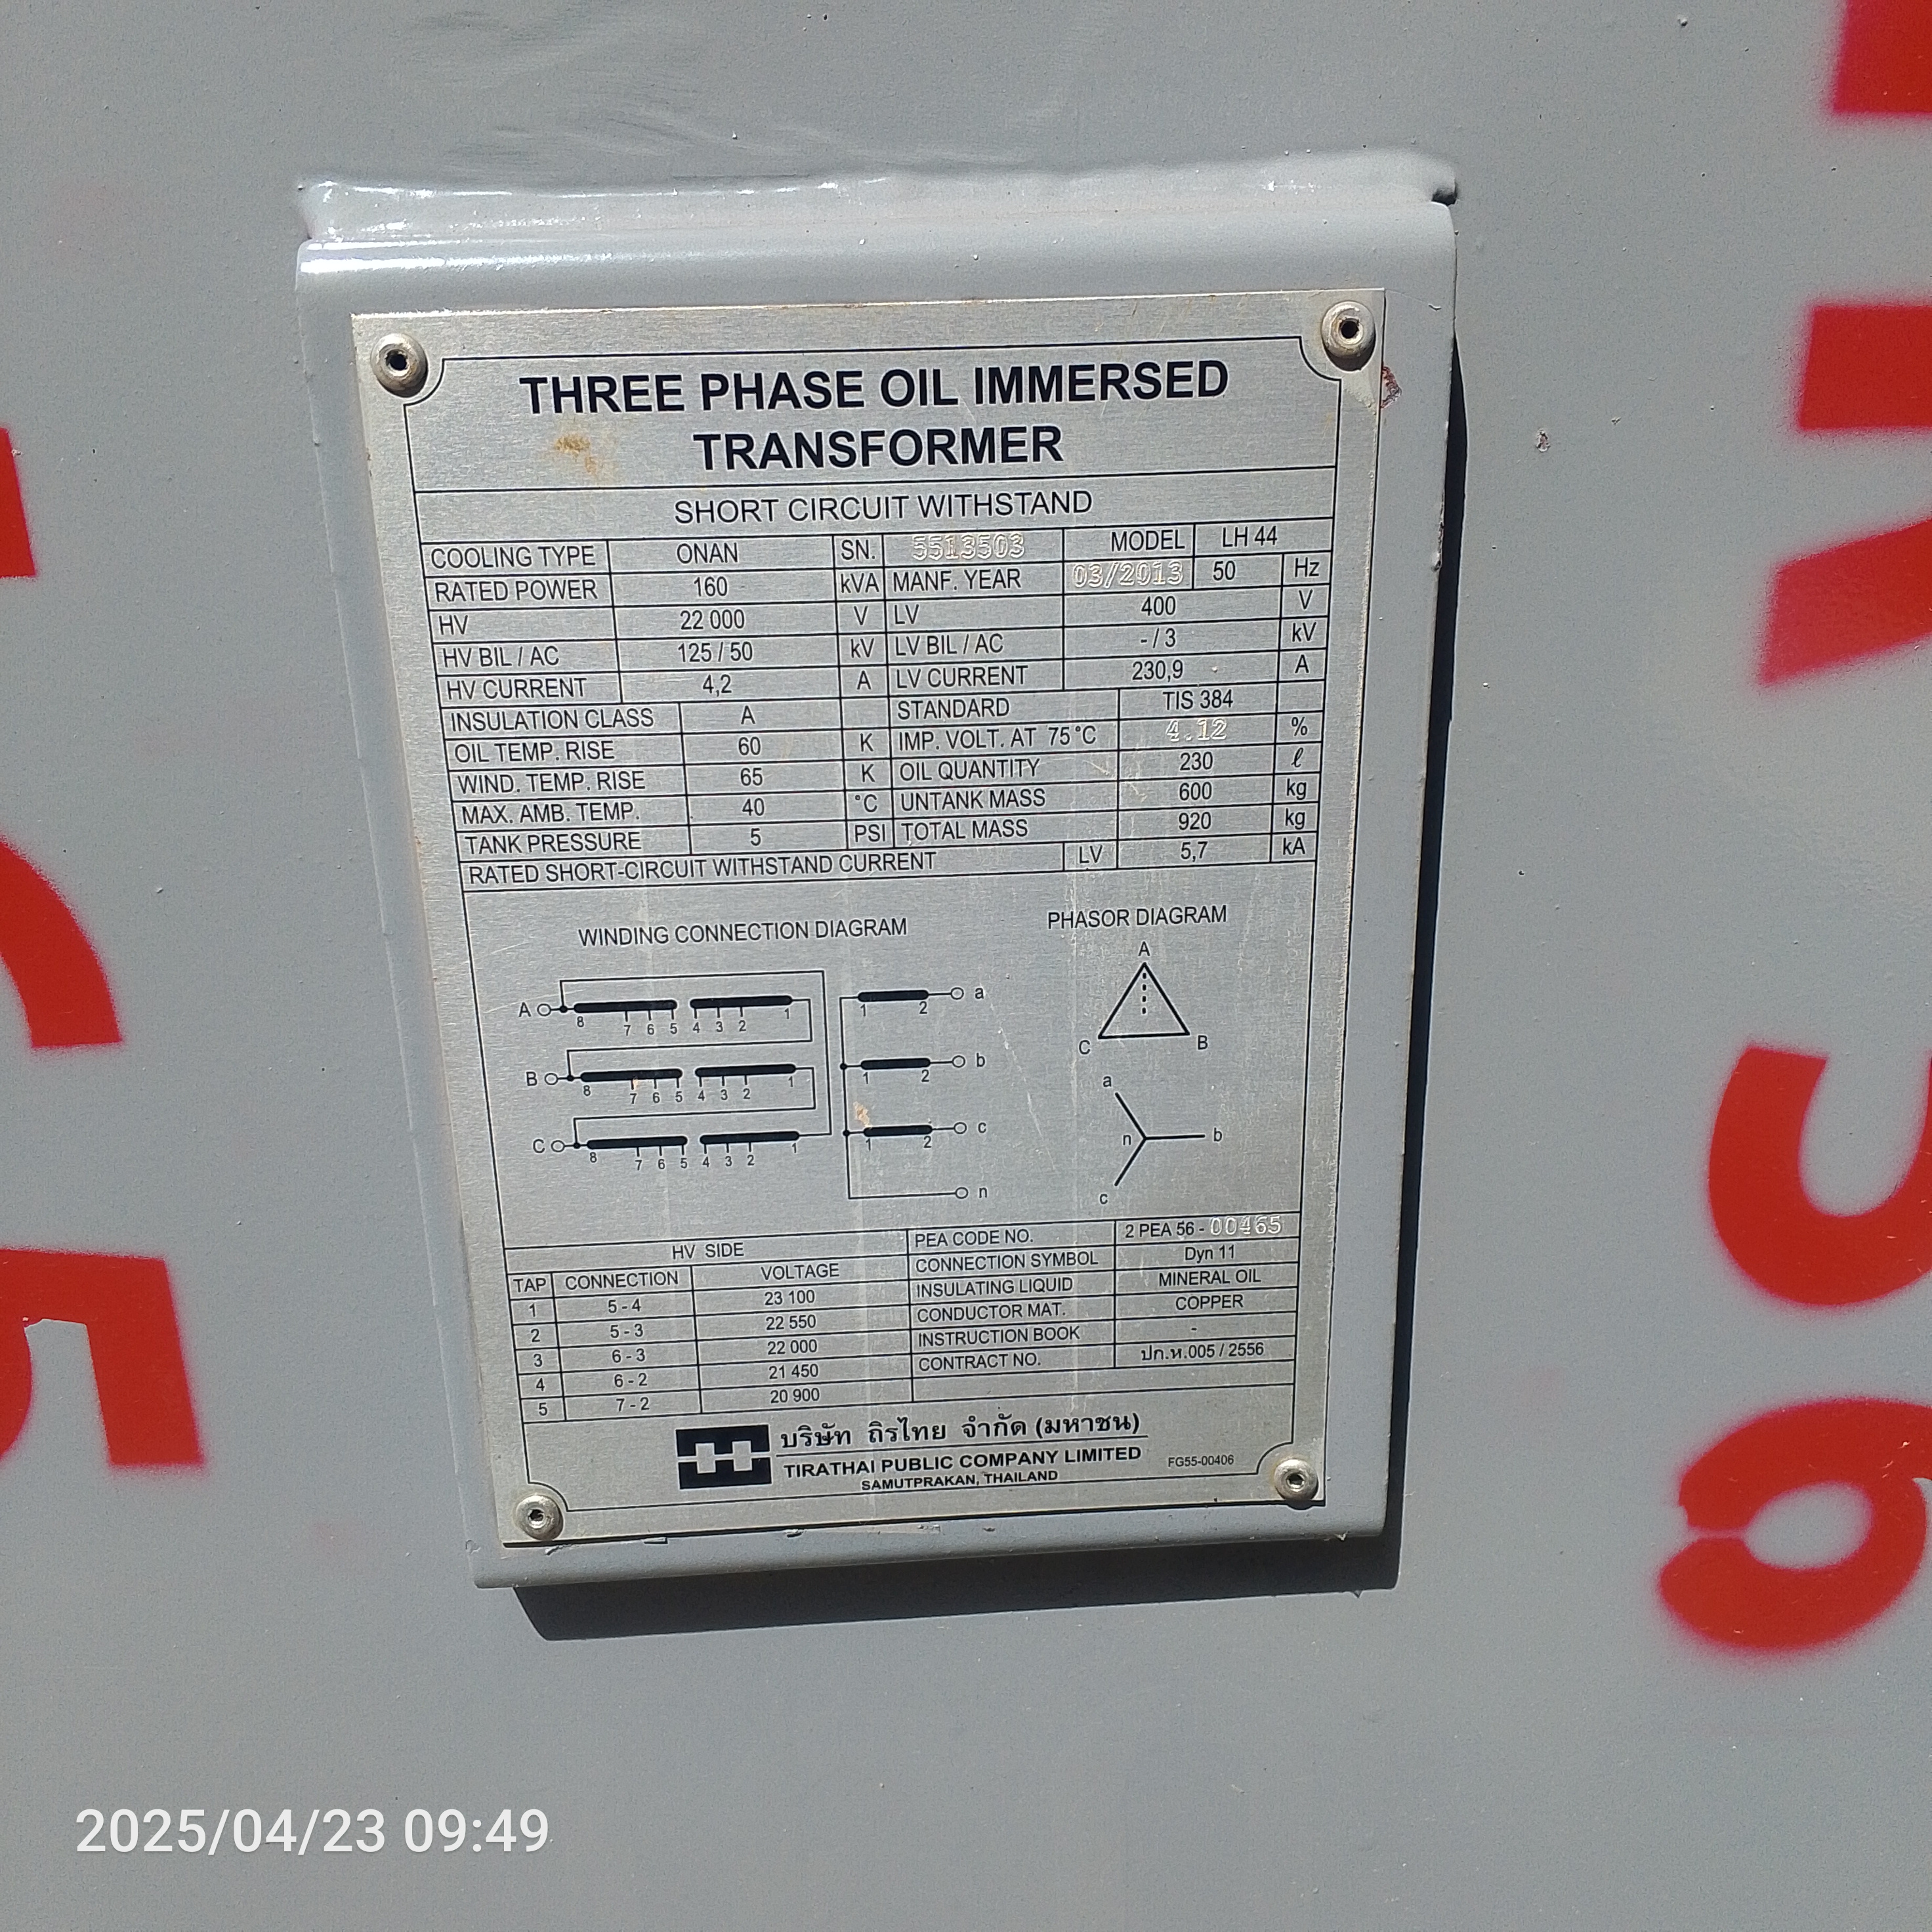 THREE PHASE OIL IMMERSED
TRANSFORMER
SHORT CIRCUIT WITHSTAND
COOLING TYPE ONAN SN. 5513503 MODEL LH 44
RATED POWER 160 kVA MANF. YEAR 03/2013 50 Hz
HV 22 000 V LV 400 V
HV BIL / AC 125 / 50 kV LV BIL / AC - / 3 kV
HV CURRENT 4,2 A LV CURRENT 230,9 A
INSULATION CLASS A STANDARD TIS 384
OIL TEMP. RISE 60 K IMP. VOLT. AT 75 °C 4.12 %
WIND. TEMP. RISE 65 K OIL QUANTITY 230 ℓ
MAX. AMB. TEMP. 40 °C UNTANK MASS 600 kg
TANK PRESSURE 5 PSI TOTAL MASS 920 kg
RATED SHORT-CIRCUIT WITHSTAND CURRENT LV 5,7 kA
WINDING CONNECTION DIAGRAM PHASOR DIAGRAM
A 8 7 6 5 4 3 2 1 1 2 a
B 8 7 6 5 4 3 2 1 1 2 b
C 8 7 6 5 4 3 2 1 1 2 c
n
A
C B
a
n b
c
HV SIDE PEA CODE NO. 2 PEA 56 - 00465
TAP CONNECTION VOLTAGE CONNECTION SYMBOL Dyn 11
1 5 - 4 23 100 INSULATING LIQUID MINERAL OIL
2 5 - 3 22 550 CONDUCTOR MAT. COPPER
3 6 - 3 22 000 INSTRUCTION BOOK -
4 6 - 2 21 450 CONTRACT NO. ปก.ห.005 / 2556
5 7 - 2 20 900
บริษัท ถิรไทย จำกัด (มหาชน)
TIRATHAI PUBLIC COMPANY LIMITED FG55-00406
SAMUTPRAKAN, THAILAND
2025/04/23 09:49